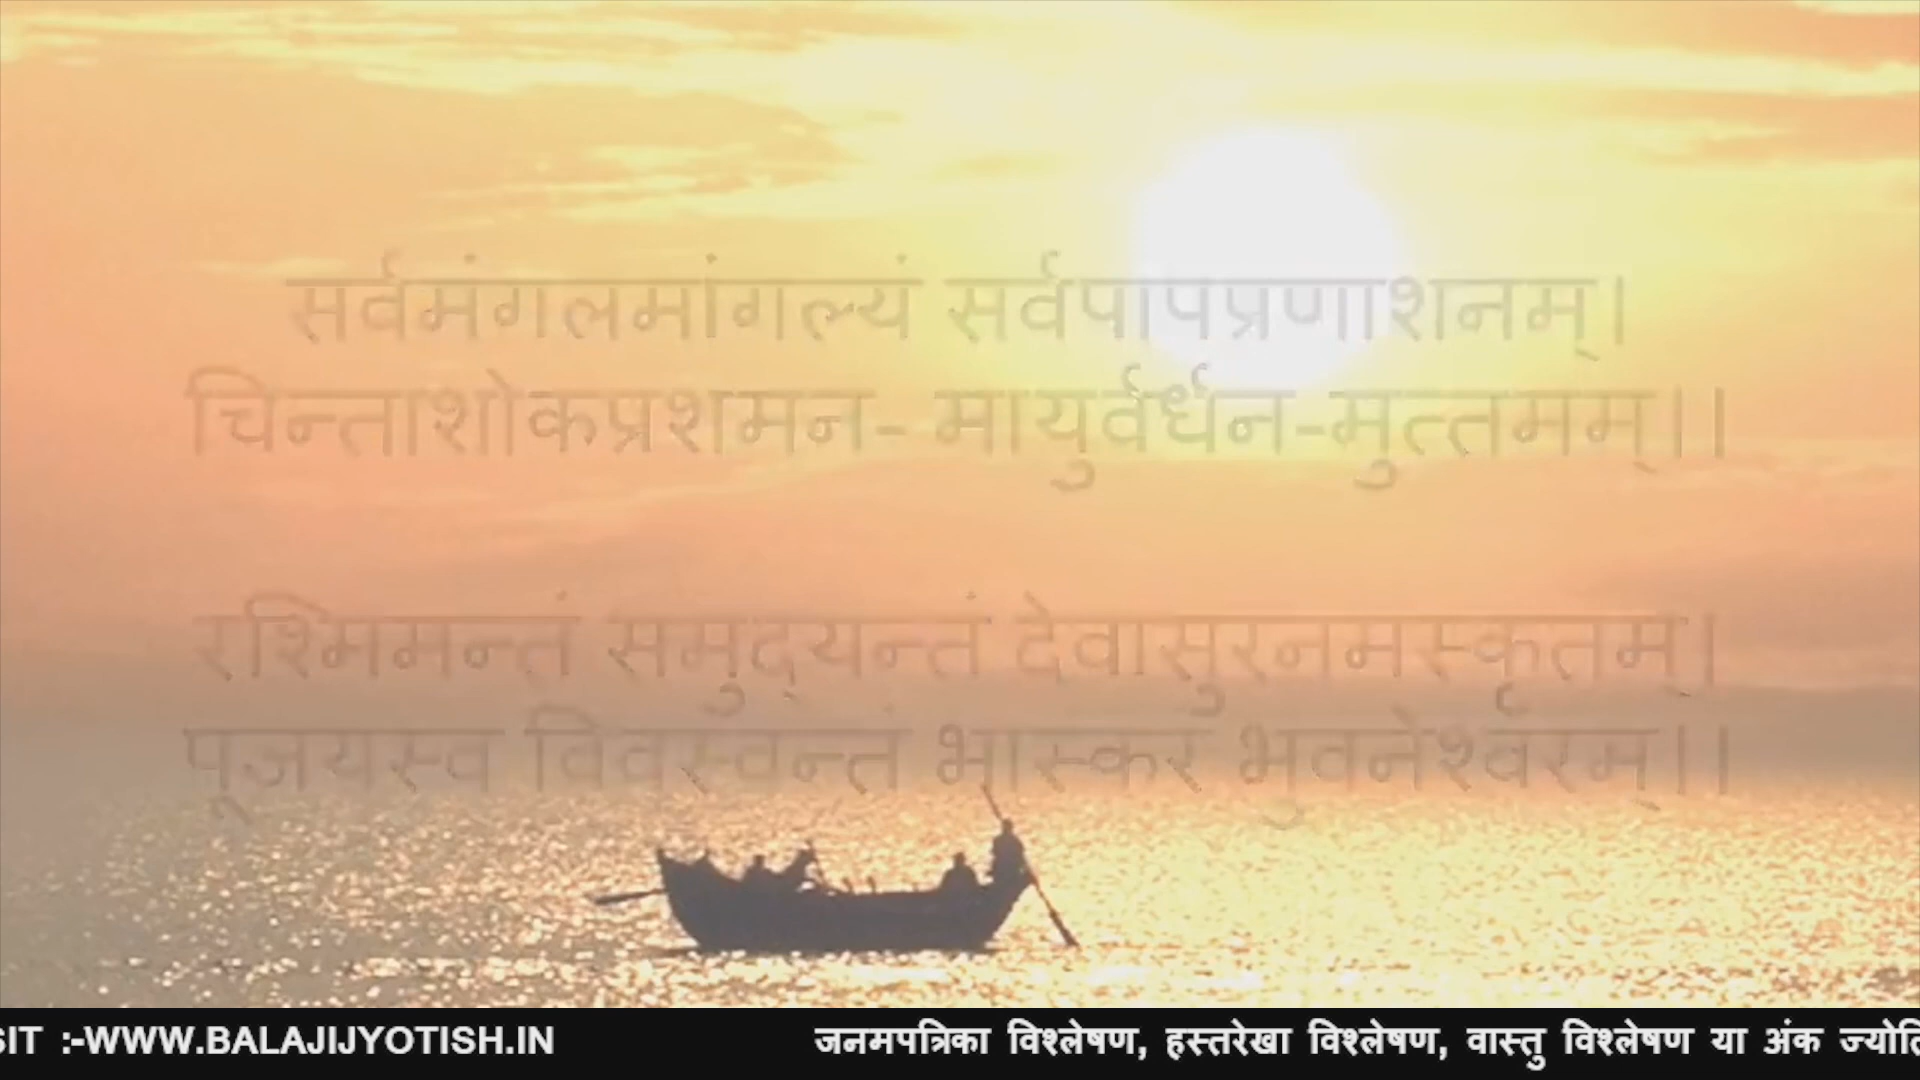 सर्वमंगलमांगल्यं सर्वपापप्रणाशनम्।
चिन्ताशोकप्रशमन- मायुर्वर्धन-मुत्तमम्।।
रश्मिमन्तं समुद्यन्तं देवासुरनमस्कृतम्।
पूजयस्व विवस्वन्तं भास्करं भुवनेश्वरम्।।
SIT :-WWW.BALAJIJYOTISH.IN जनमपत्रिका विश्लेषण, हस्तरेखा विश्लेषण, वास्तु विश्लेषण या अंक ज्योति